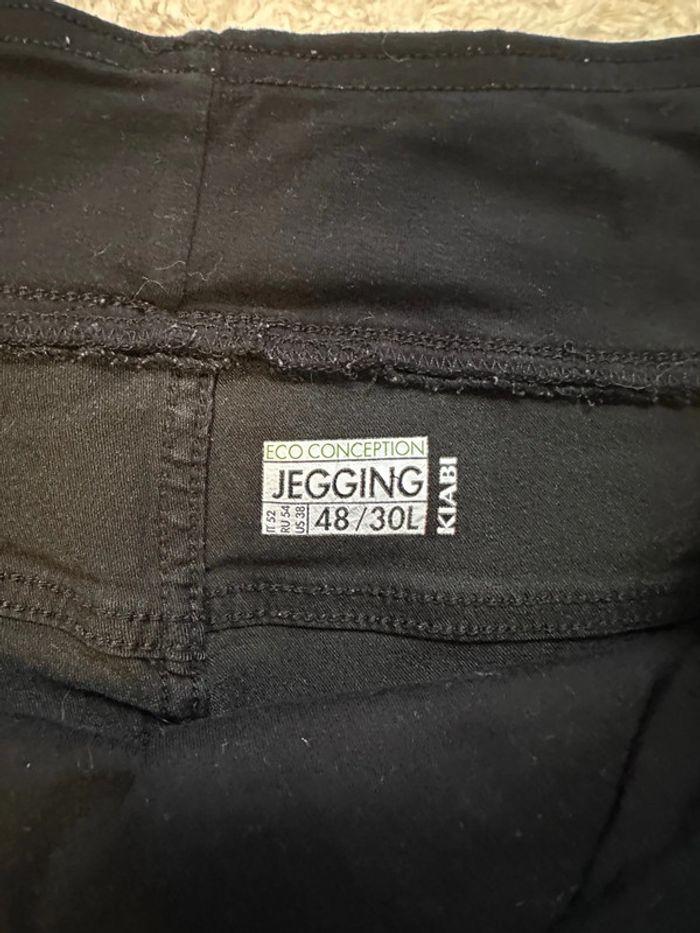 ECO CONCEPTION
JEGGING
IT 52
RU 54
US 38
48/30L
KIABI